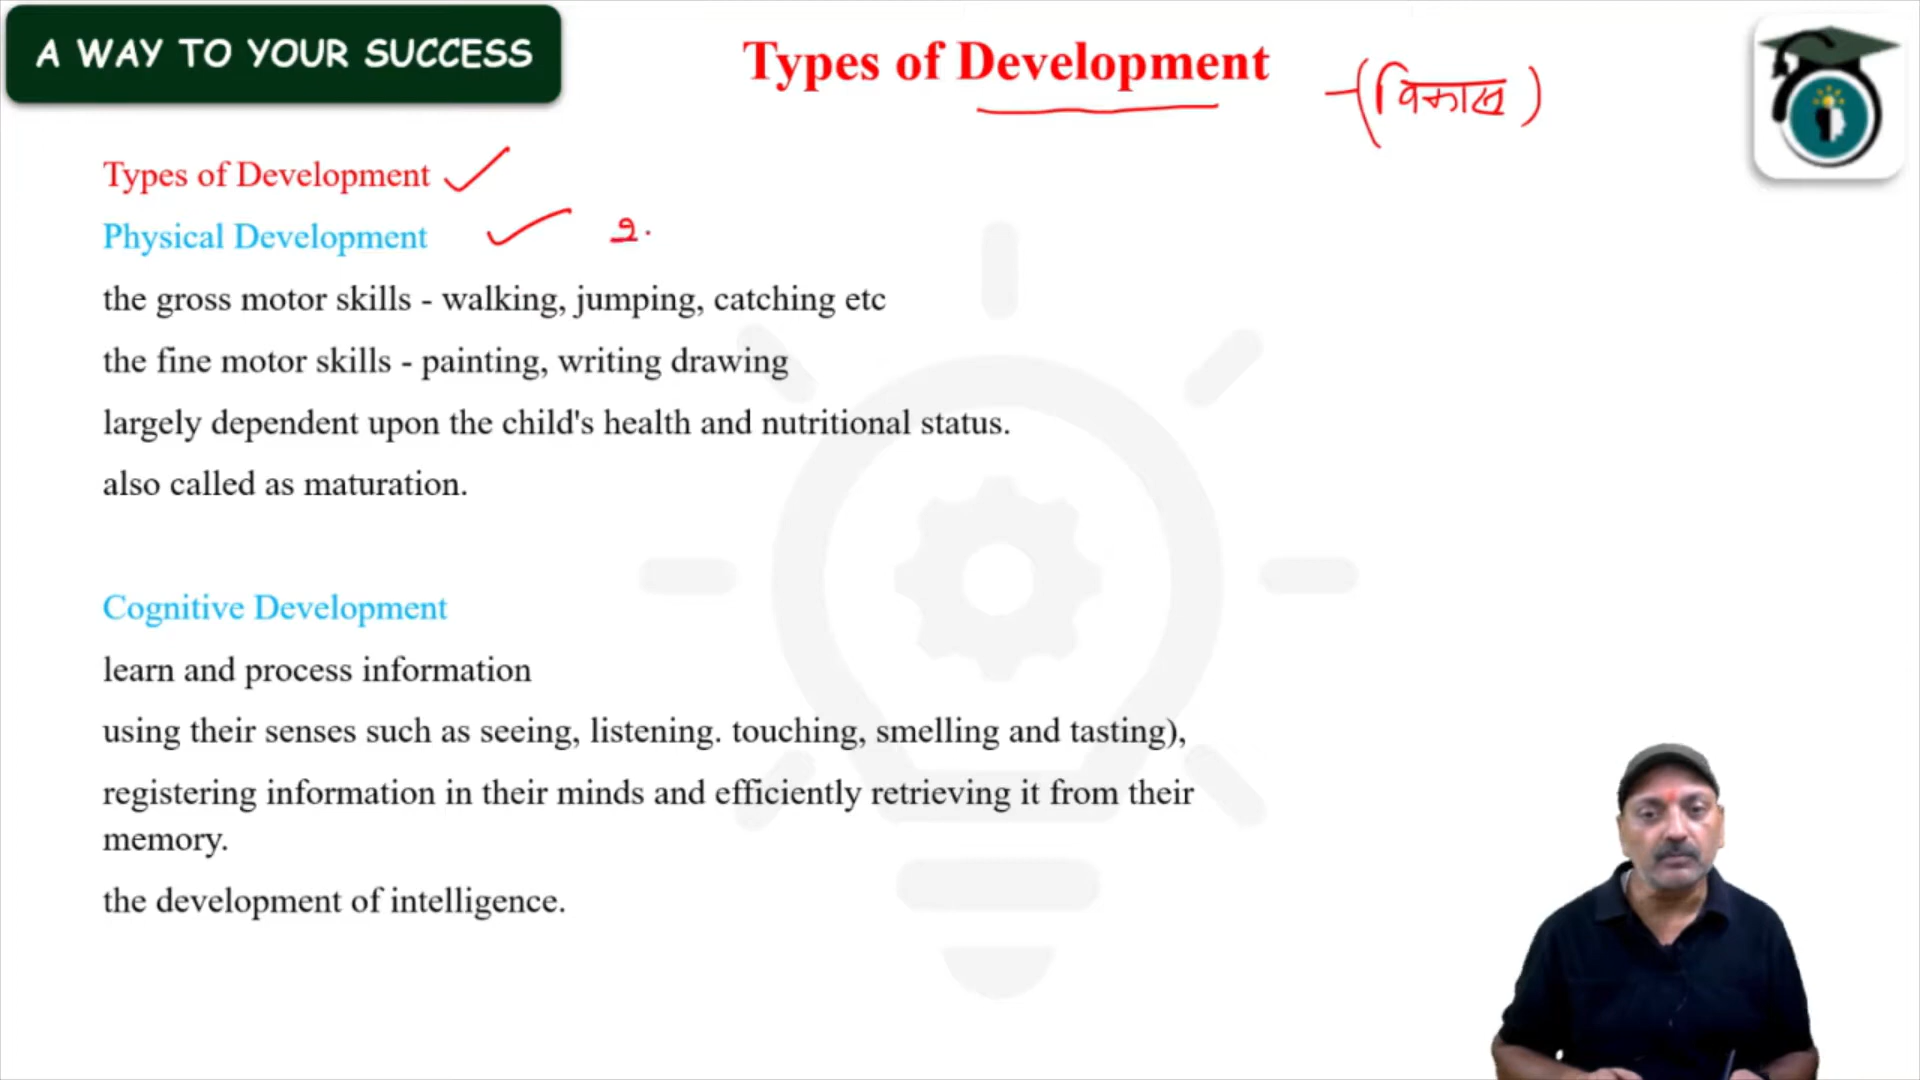 A WAY TO YOUR SUCCESS
Types of Development
(विकास)
Types of Development
Physical Development
the gross motor skills - walking, jumping, catching etc
the fine motor skills - painting, writing drawing
largely dependent upon the child's health and nutritional status.
also called as maturation.
Cognitive Development
learn and process information
using their senses such as seeing, listening. touching, smelling and tasting),
registering information in their minds and efficiently retrieving it from their
memory.
the development of intelligence.